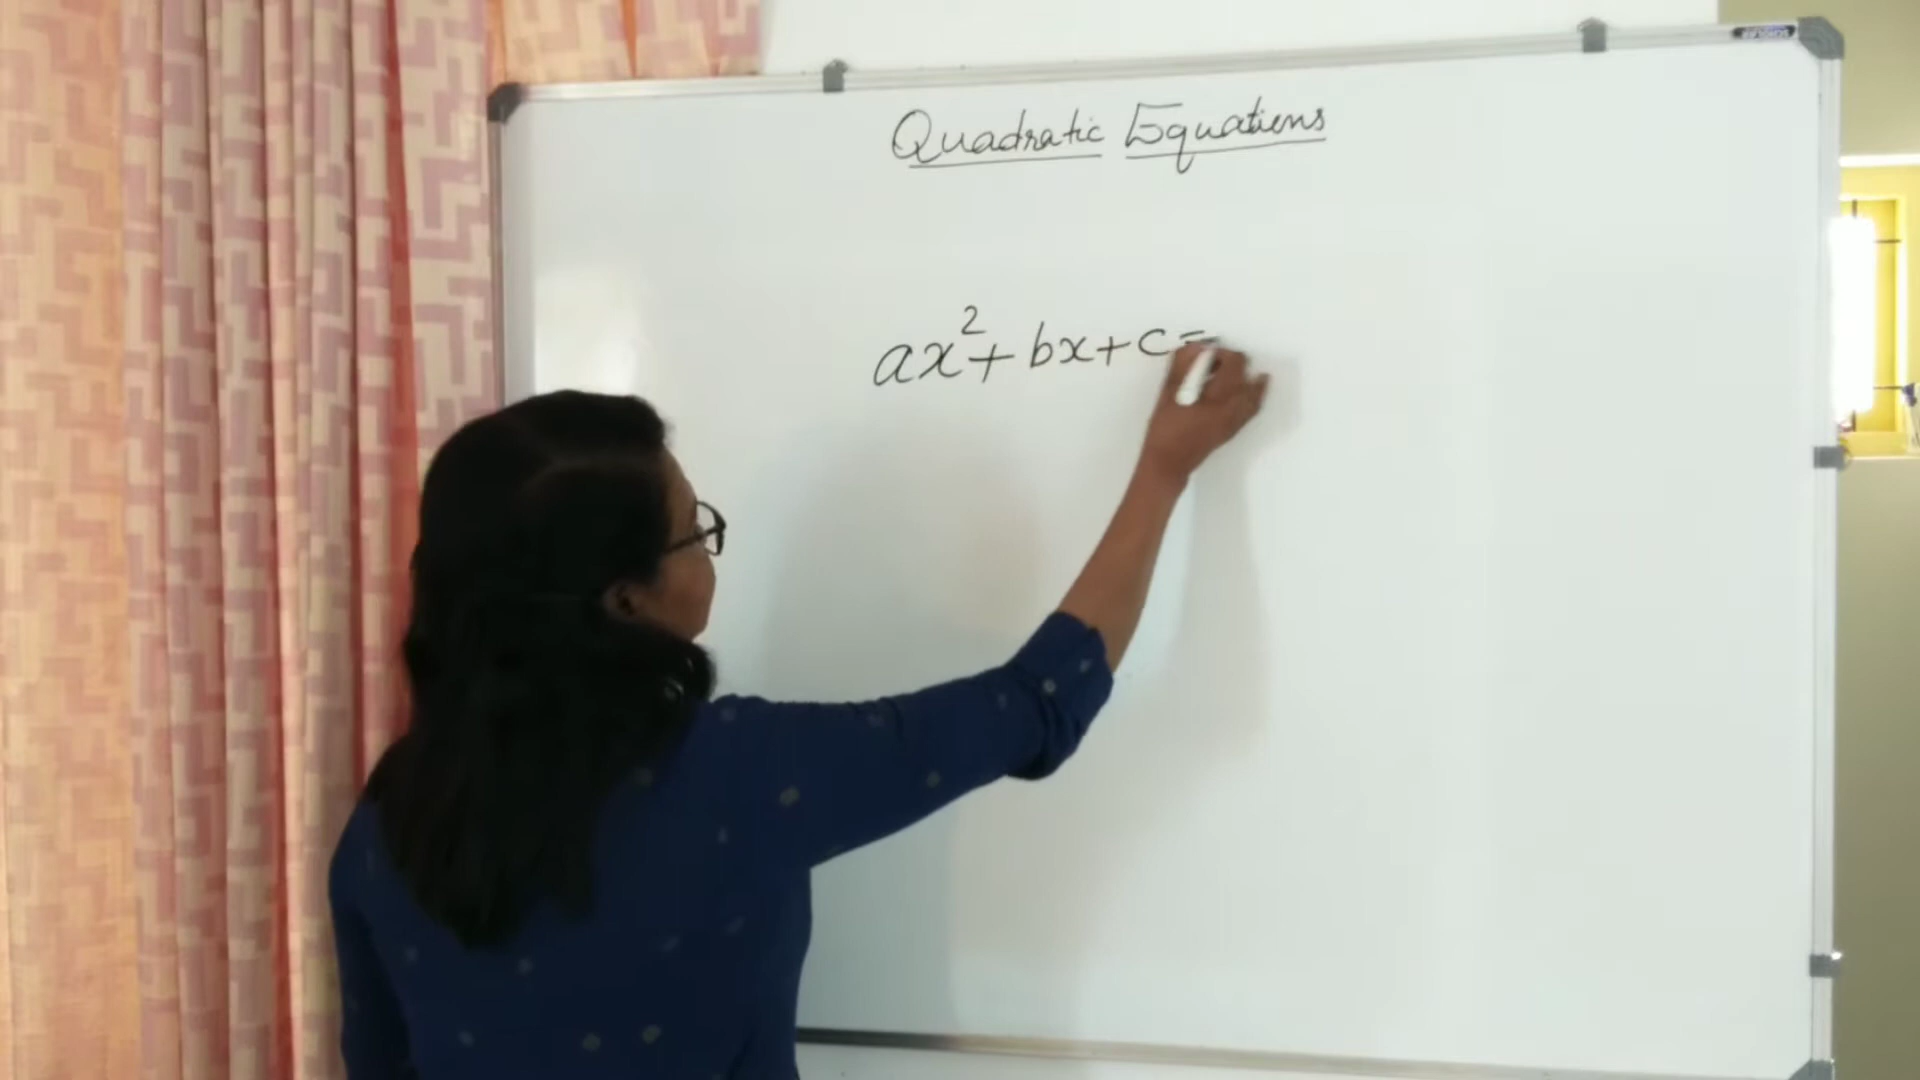 Quadratic Equations
ax²+ bx+c=